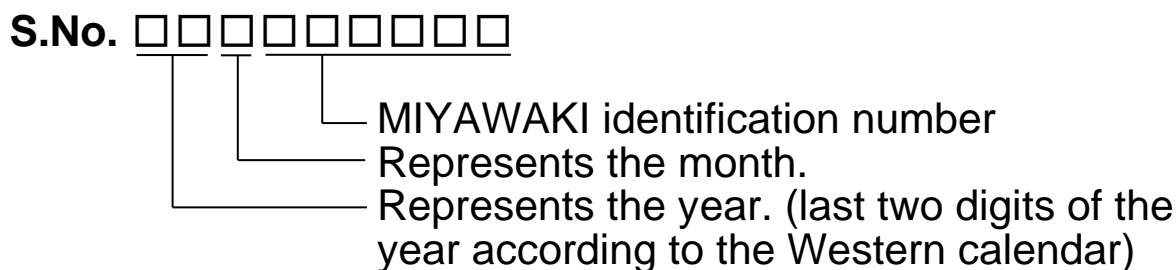 S.No. □□□□□□□□□
MIYAWAKI identification number
Represents the month.
Represents the year. (last two digits of the
year according to the Western calendar)